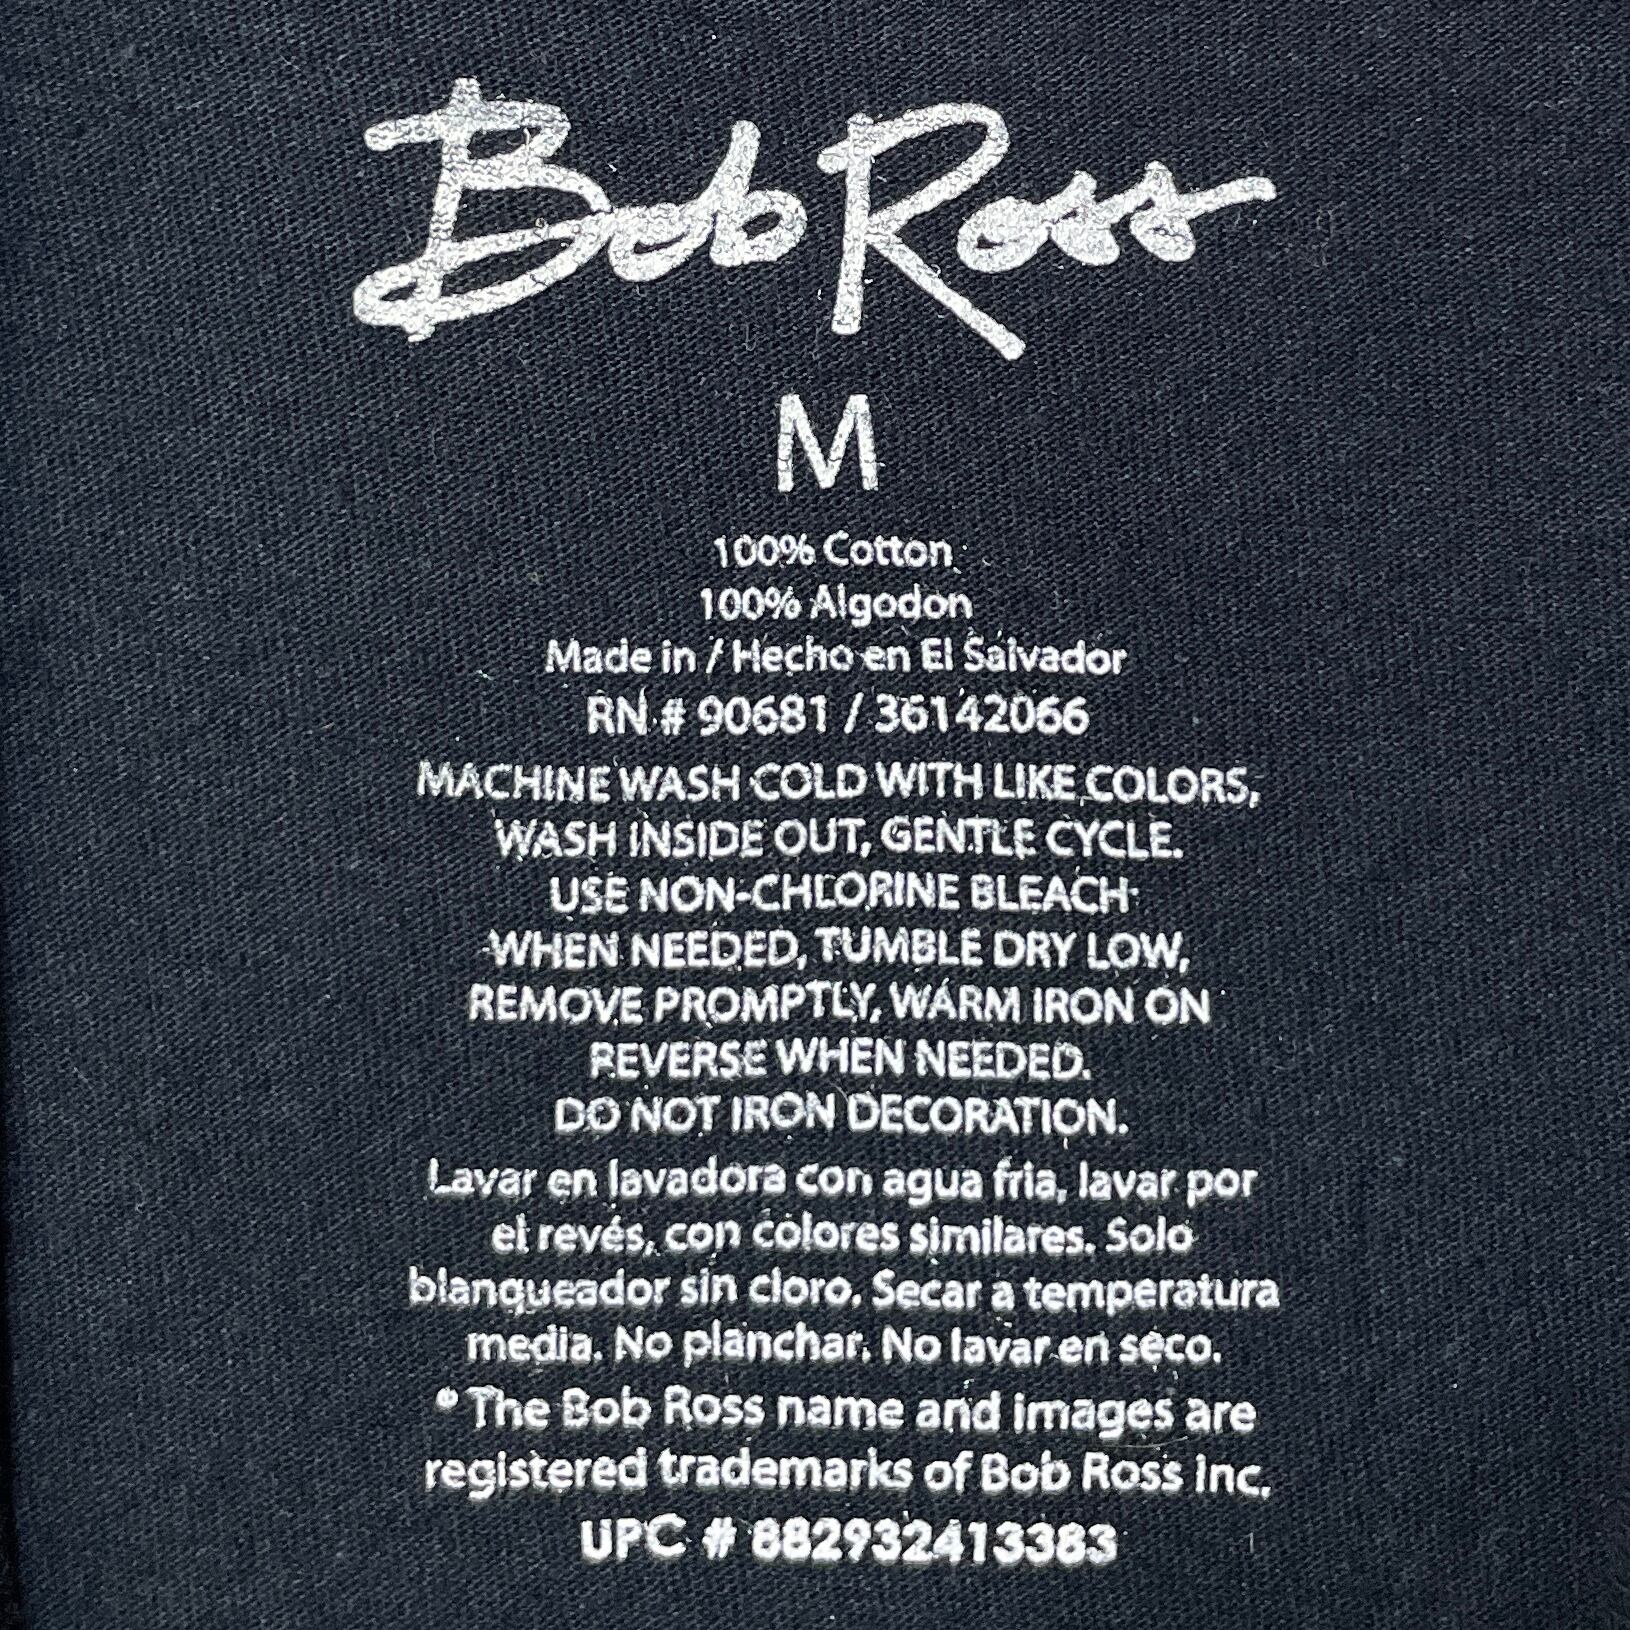 Bob Ross
M
100% Cotton
100% Algodon
Made in / Hecho en El Salvador
RN # 90681 / 36142066
MACHINE WASH COLD WITH LIKE COLORS,
WASH INSIDE OUT, GENTLE CYCLE.
USE NON-CHLORINE BLEACH
WHEN NEEDED, TUMBLE DRY LOW,
REMOVE PROMPTLY, WARM IRON ON
REVERSE WHEN NEEDED.
DO NOT IRON DECORATION.
Lavar en lavadora con agua fria, lavar por
el revés, con colores similares. Solo
blanqueador sin cloro. Secar a temperatura
media. No planchar. No lavar en seco.
® The Bob Ross name and images are
registered trademarks of Bob Ross Inc.
UPC # 882932413383